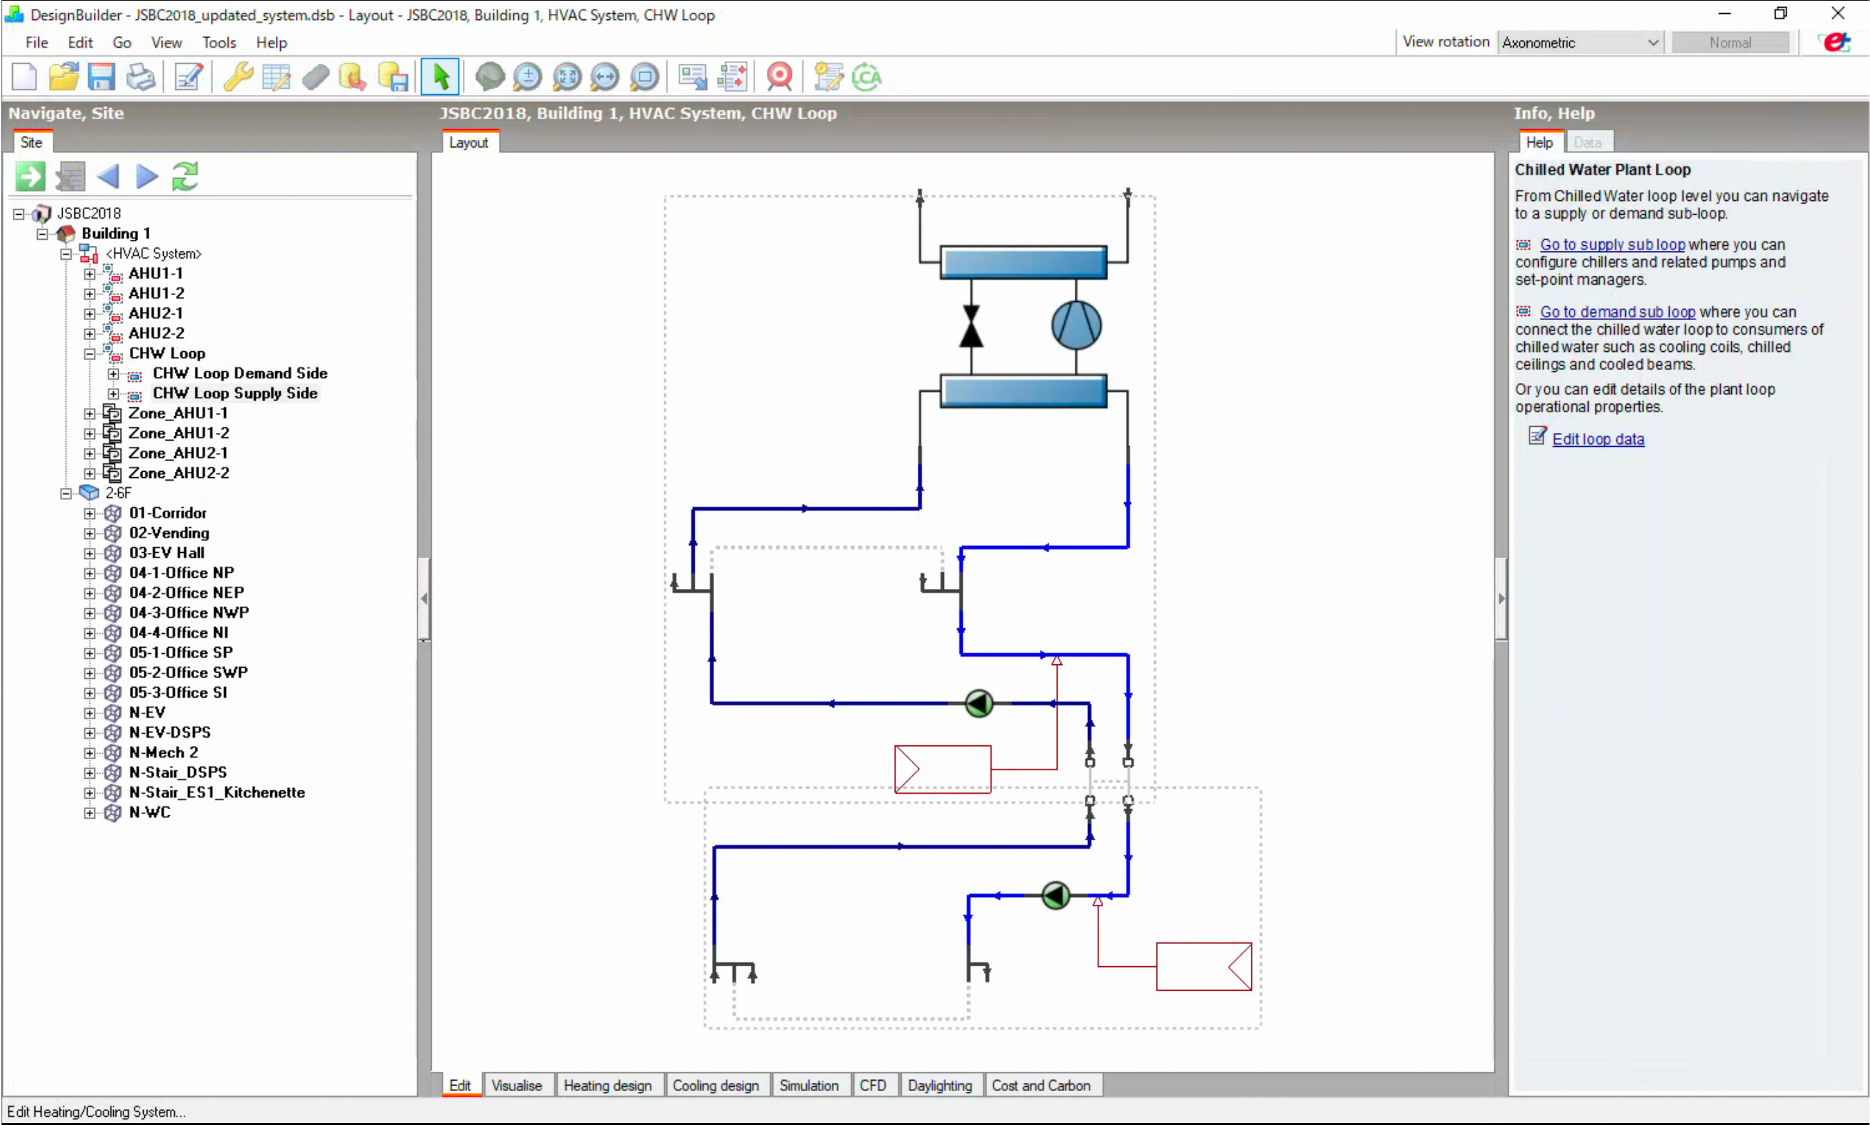 DesignBuilder - JSBC2018_updated_system.dsb - Layout - JSBC2018, Building 1, HVAC System, CHW Loop
File Edit Go View Tools Help
View rotation Axonometric Normal
Navigate, Site
Site
JSBC2018
Building 1
<HVAC System>
AHU1-1
AHU1-2
AHU2-1
AHU2-2
CHW Loop
CHW Loop Demand Side
CHW Loop Supply Side
Zone_AHU1-1
Zone_AHU1-2
Zone_AHU2-1
Zone_AHU2-2
2-6F
01-Corridor
02-Vending
03-EV Hall
04-1-Office NP
04-2-Office NEP
04-3-Office NWP
04-4-Office NI
05-1-Office SP
05-2-Office SWP
05-3-Office SI
N-EV
N-EV-DSPS
N-Mech 2
N-Stair_DSPS
N-Stair_ES1_Kitchenette
N-WC
JSBC2018, Building 1, HVAC System, CHW Loop
Layout
Edit Visualise Heating design Cooling design Simulation CFD Daylighting Cost and Carbon
Info, Help
Help Data
Chilled Water Plant Loop
From Chilled Water loop level you can navigate
to a supply or demand sub-loop.
Go to supply sub loop where you can
configure chillers and related pumps and
set-point managers.
Go to demand sub loop where you can
connect the chilled water loop to consumers of
chilled water such as cooling coils, chilled
ceilings and cooled beams.
Or you can edit details of the plant loop
operational properties.
Edit loop data
Edit Heating/Cooling System...